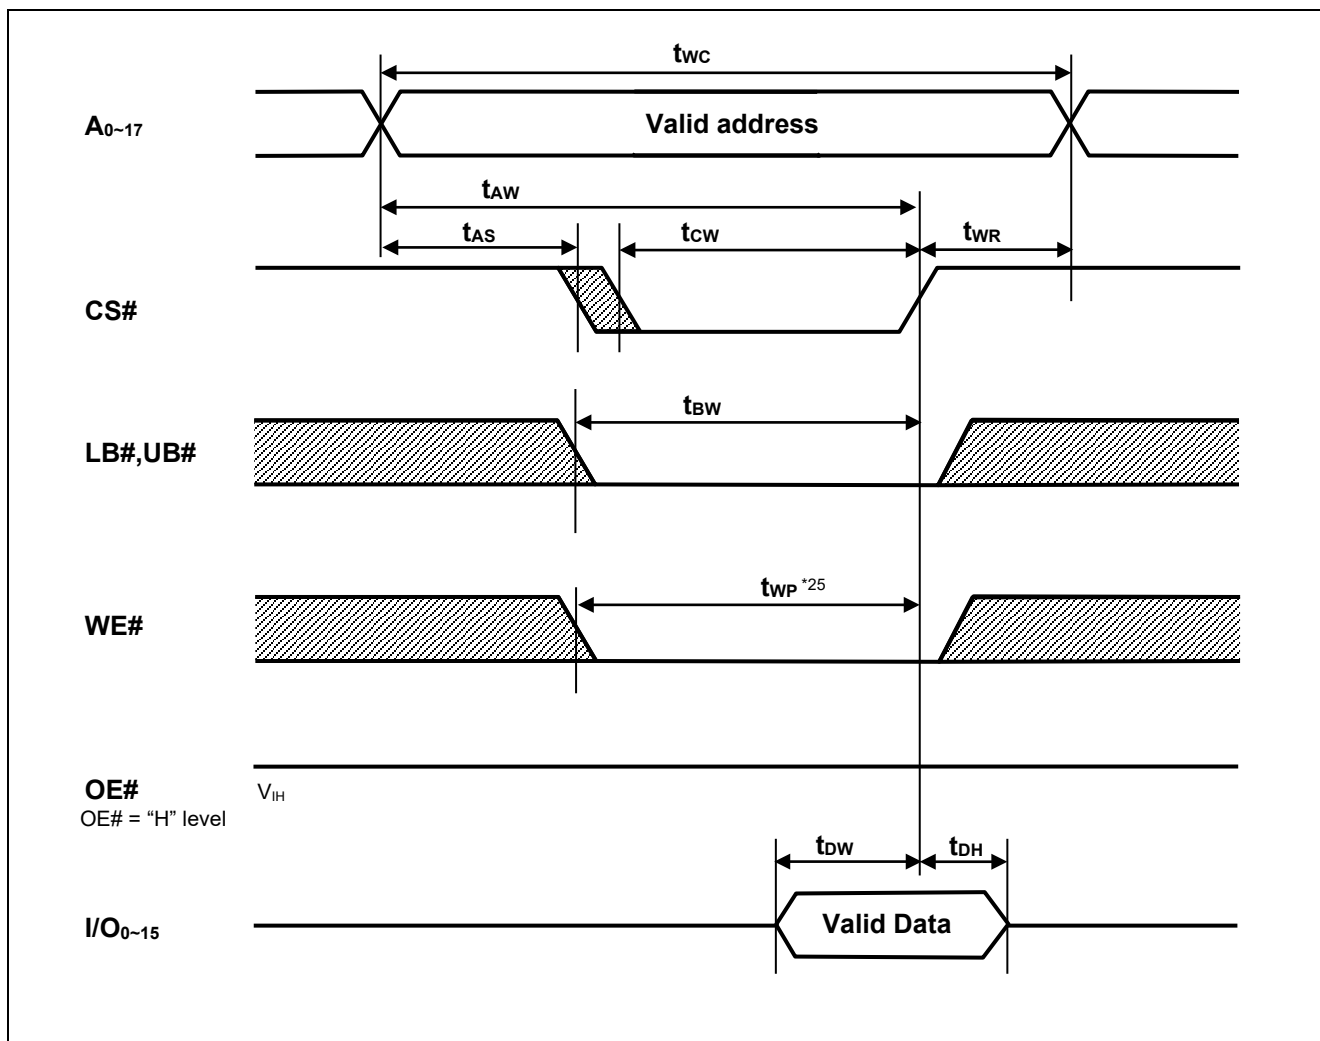 tWC
A0~17
Valid address
tAW
tAS
tCW
tWR
CS#
tBW
LB#,UB#
tWP *25
WE#
OE#
VIH
OE# = “H” level
tDW
tDH
I/O0~15
Valid Data